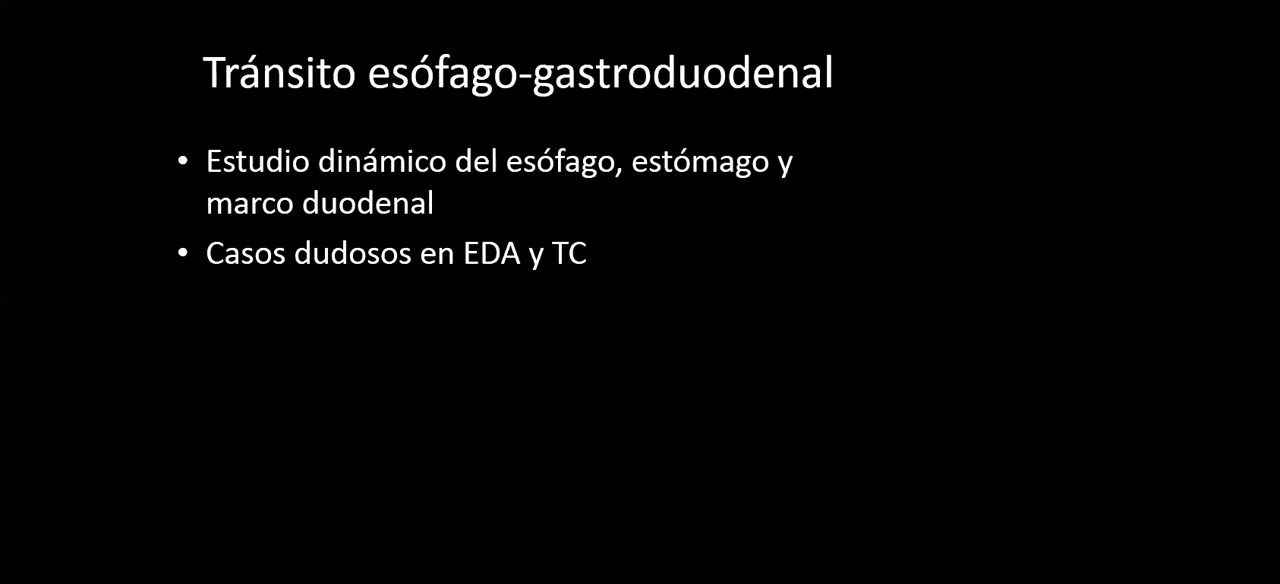 Tránsito esófago-gastroduodenal
• Estudio dinámico del esófago, estómago y
marco duodenal
• Casos dudosos en EDA y TC